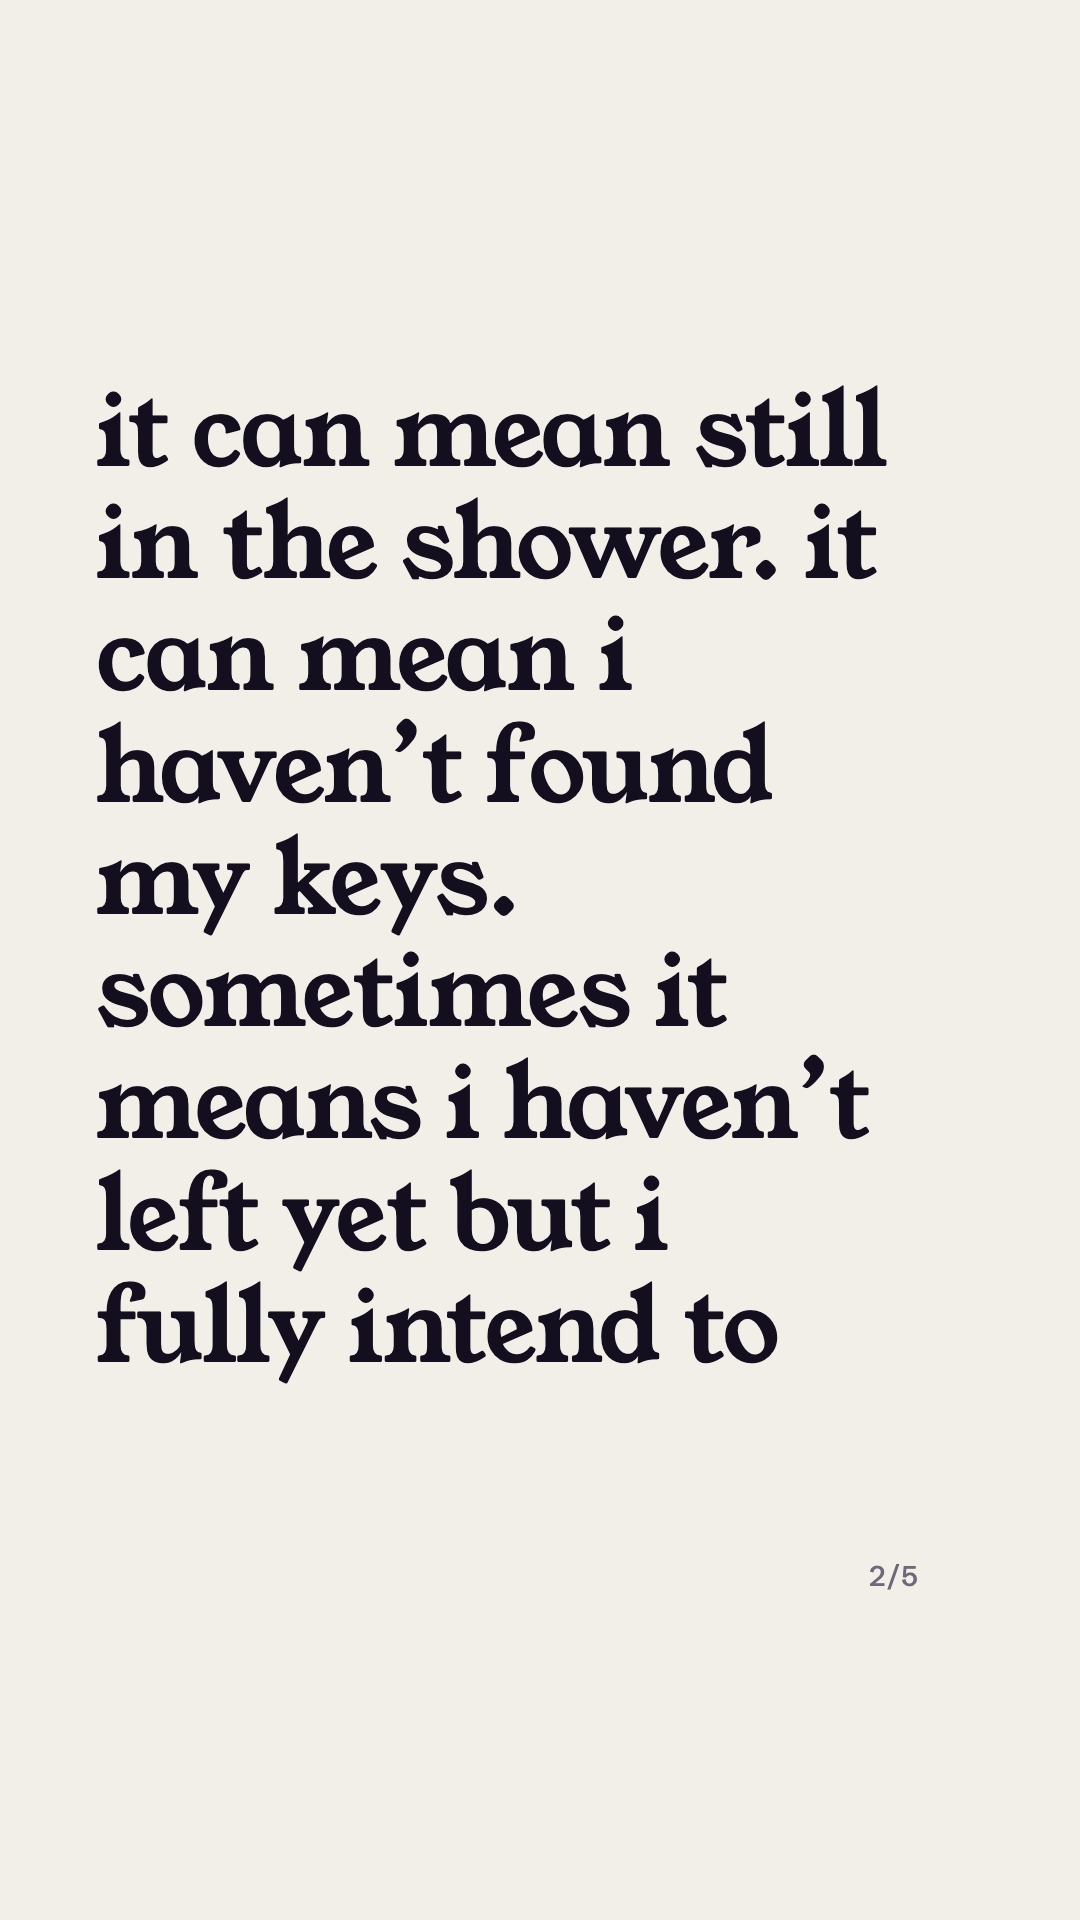 it can mean still
in the shower. it
can mean i
haven’t found
my keys.
sometimes it
means i haven’t
left yet but i
fully intend to
2/5